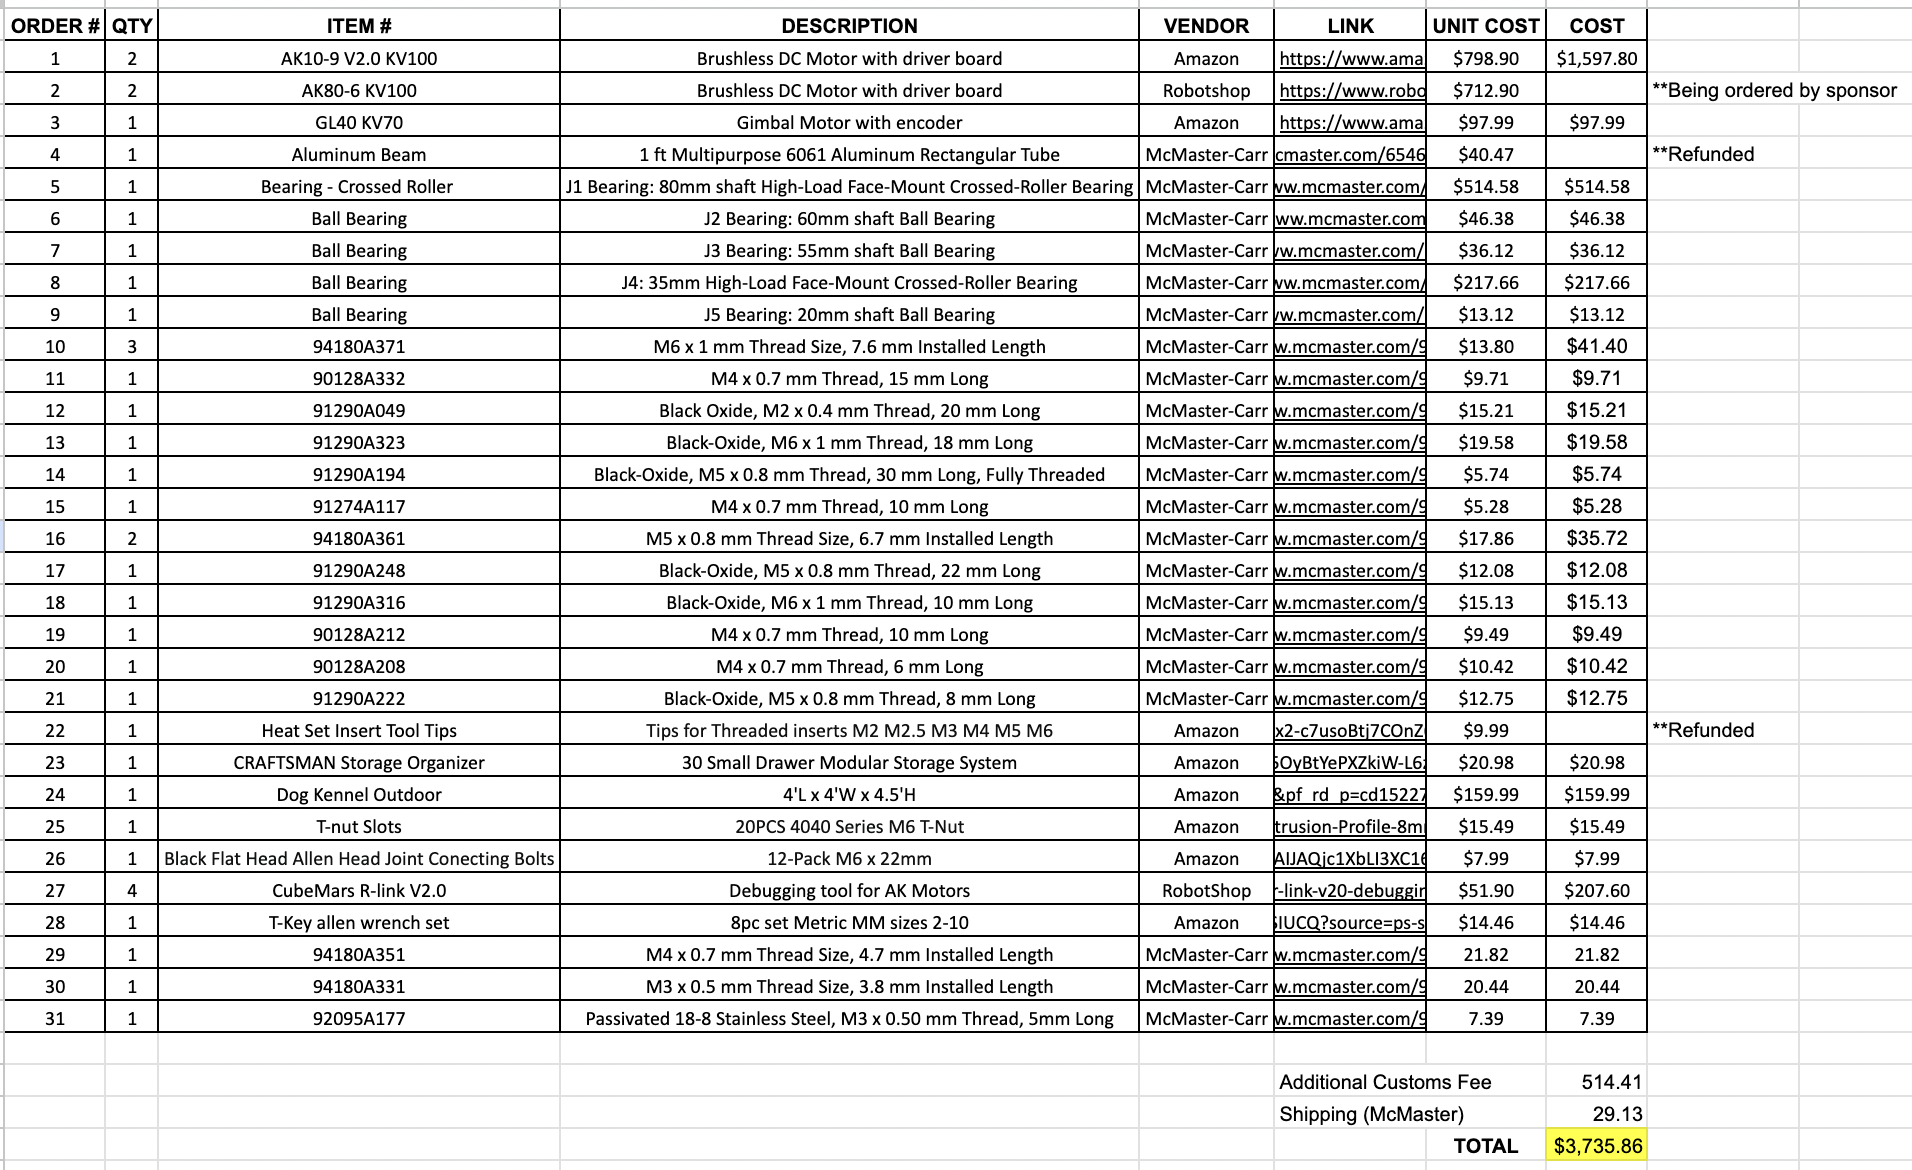 ORDER # QTY ITEM # DESCRIPTION VENDOR LINK UNIT COST COST
1 2 AK10-9 V2.0 KV100 Brushless DC Motor with driver board Amazon https://www.ama $798.90 $1,597.80
2 2 AK80-6 KV100 Brushless DC Motor with driver board Robotshop https://www.robo $712.90 **Being ordered by sponsor
3 1 GL40 KV70 Gimbal Motor with encoder Amazon https://www.ama $97.99 $97.99
4 1 Aluminum Beam 1 ft Multipurpose 6061 Aluminum Rectangular Tube McMaster-Carr cmaster.com/6546 $40.47 **Refunded
5 1 Bearing - Crossed Roller J1 Bearing: 80mm shaft High-Load Face-Mount Crossed-Roller Bearing McMaster-Carr vw.mcmaster.com/ $514.58 $514.58
6 1 Ball Bearing J2 Bearing: 60mm shaft Ball Bearing McMaster-Carr ww.mcmaster.com $46.38 $46.38
7 1 Ball Bearing J3 Bearing: 55mm shaft Ball Bearing McMaster-Carr w.mcmaster.com/ $36.12 $36.12
8 1 Ball Bearing J4: 35mm High-Load Face-Mount Crossed-Roller Bearing McMaster-Carr vw.mcmaster.com/ $217.66 $217.66
9 1 Ball Bearing J5 Bearing: 20mm shaft Ball Bearing McMaster-Carr w.mcmaster.com/ $13.12 $13.12
10 3 94180A371 M6 x 1 mm Thread Size, 7.6 mm Installed Length McMaster-Carr w.mcmaster.com/9 $13.80 $41.40
11 1 90128A332 M4 x 0.7 mm Thread, 15 mm Long McMaster-Carr w.mcmaster.com/9 $9.71 $9.71
12 1 91290A049 Black Oxide, M2 x 0.4 mm Thread, 20 mm Long McMaster-Carr w.mcmaster.com/9 $15.21 $15.21
13 1 91290A323 Black-Oxide, M6 x 1 mm Thread, 18 mm Long McMaster-Carr w.mcmaster.com/9 $19.58 $19.58
14 1 91290A194 Black-Oxide, M5 x 0.8 mm Thread, 30 mm Long, Fully Threaded McMaster-Carr w.mcmaster.com/9 $5.74 $5.74
15 1 91274A117 M4 x 0.7 mm Thread, 10 mm Long McMaster-Carr w.mcmaster.com/9 $5.28 $5.28
16 2 94180A361 M5 x 0.8 mm Thread Size, 6.7 mm Installed Length McMaster-Carr w.mcmaster.com/9 $17.86 $35.72
17 1 91290A248 Black-Oxide, M5 x 0.8 mm Thread, 22 mm Long McMaster-Carr w.mcmaster.com/9 $12.08 $12.08
18 1 91290A316 Black-Oxide, M6 x 1 mm Thread, 10 mm Long McMaster-Carr w.mcmaster.com/9 $15.13 $15.13
19 1 90128A212 M4 x 0.7 mm Thread, 10 mm Long McMaster-Carr w.mcmaster.com/9 $9.49 $9.49
20 1 90128A208 M4 x 0.7 mm Thread, 6 mm Long McMaster-Carr w.mcmaster.com/9 $10.42 $10.42
21 1 91290A222 Black-Oxide, M5 x 0.8 mm Thread, 8 mm Long McMaster-Carr w.mcmaster.com/9 $12.75 $12.75
22 1 Heat Set Insert Tool Tips Tips for Threaded inserts M2 M2.5 M3 M4 M5 M6 Amazon x2-c7usoBtj7COnZ $9.99 **Refunded
23 1 CRAFTSMAN Storage Organizer 30 Small Drawer Modular Storage System Amazon OyBtYePXZkiW-L6 $20.98 $20.98
24 1 Dog Kennel Outdoor 4'L x 4'W x 4.5'H Amazon &pf_rd_p=cd15227 $159.99 $159.99
25 1 T-nut Slots 20PCS 4040 Series M6 T-Nut Amazon trusion-Profile-8m $15.49 $15.49
26 1 Black Flat Head Allen Head Joint Conecting Bolts 12-Pack M6 x 22mm Amazon AIJAQjc1XbLI3XC16 $7.99 $7.99
27 4 CubeMars R-link V2.0 Debugging tool for AK Motors RobotShop r-link-v20-debuggin $51.90 $207.60
28 1 T-Key allen wrench set 8pc set Metric MM sizes 2-10 Amazon IUCQ?source=ps-s $14.46 $14.46
29 1 94180A351 M4 x 0.7 mm Thread Size, 4.7 mm Installed Length McMaster-Carr w.mcmaster.com/9 21.82 21.82
30 1 94180A331 M3 x 0.5 mm Thread Size, 3.8 mm Installed Length McMaster-Carr w.mcmaster.com/9 20.44 20.44
31 1 92095A177 Passivated 18-8 Stainless Steel, M3 x 0.50 mm Thread, 5mm Long McMaster-Carr w.mcmaster.com/9 7.39 7.39
Additional Customs Fee 514.41
Shipping (McMaster) 29.13
TOTAL $3,735.86